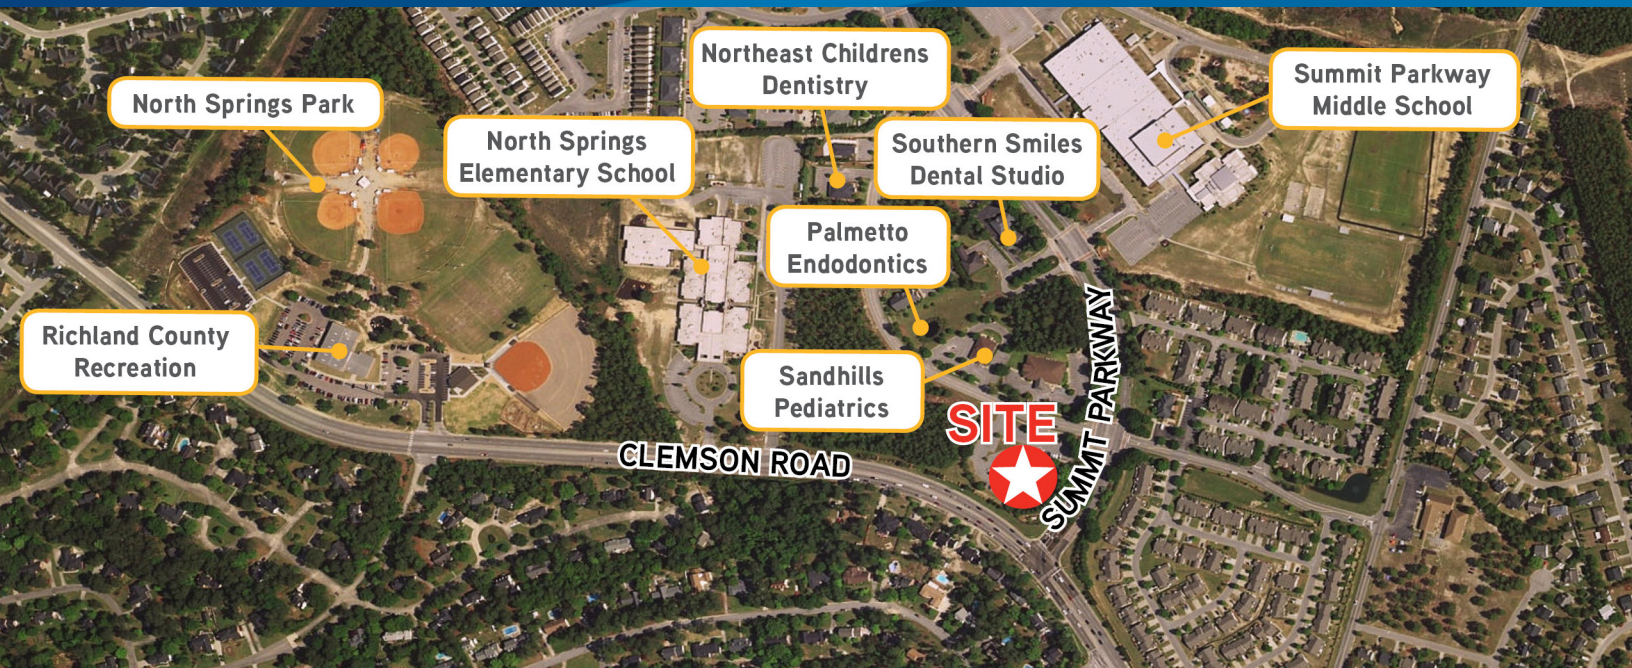 Northeast Childrens
Dentistry
Summit Parkway
Middle School
North Springs Park
North Springs
Elementary School
Southern Smiles
Dental Studio
Palmetto
Endodontics
Richland County
Recreation
Sandhills
Pediatrics
SITE
SUMMIT PARKWAY
CLEMSON ROAD